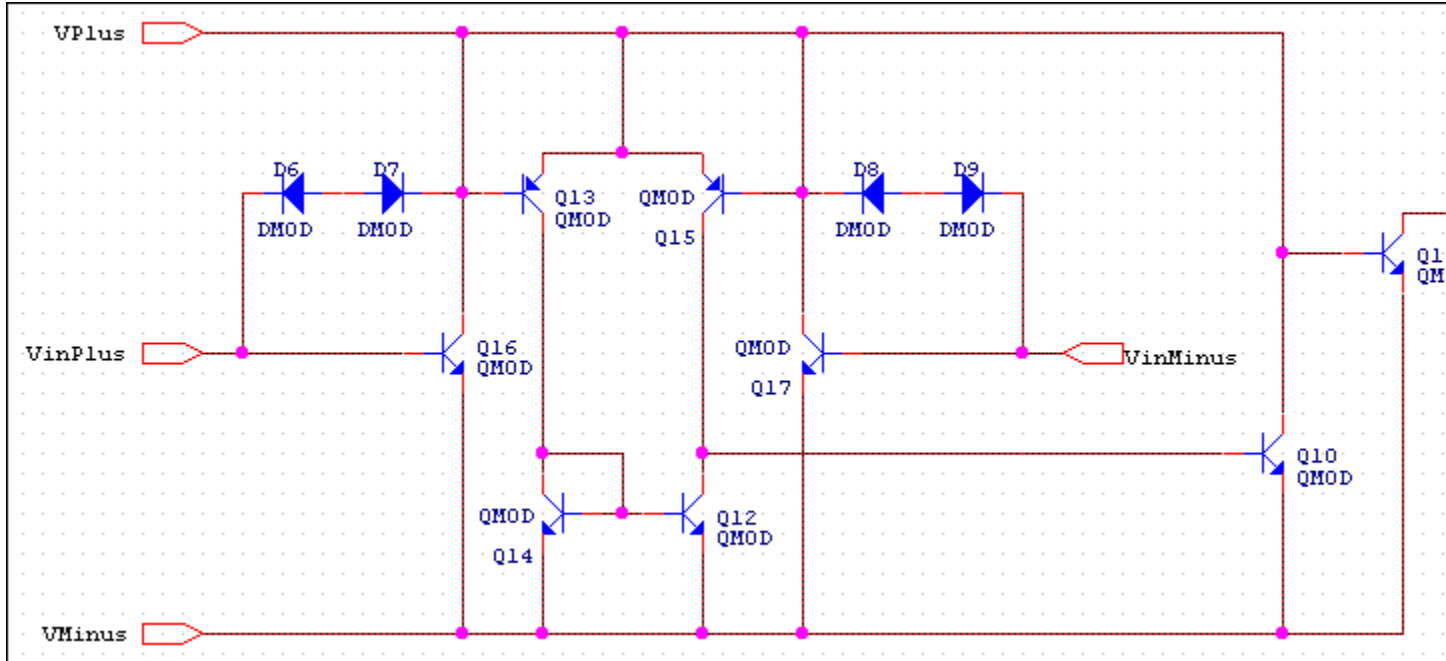 VPlus
D6
D7
D8
D9
Q13
QMOD
QMOD
Q15
DMOD
DMOD
DMOD
DMOD
VinPlus
Q16
QMOD
QMOD
Q17
VinMinus
Q10
QMOD
QMOD
Q14
Q12
QMOD
VMinus